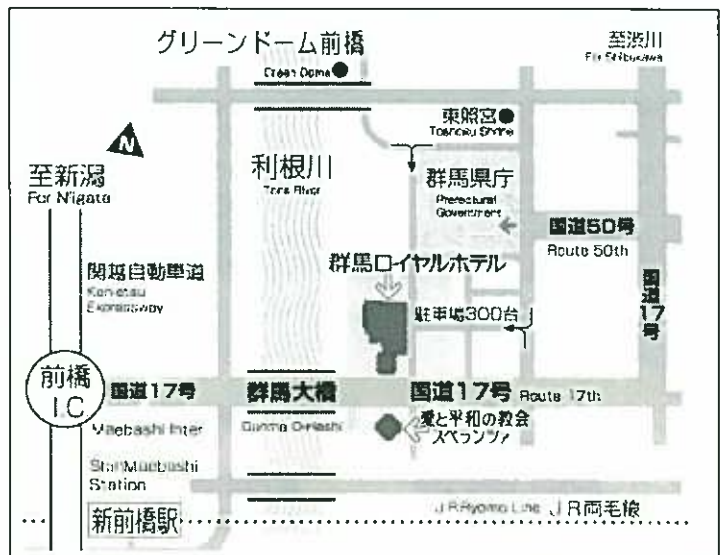 グリーンドーム前橋
Green Dome
至渋川
For Shibukawa
東照宮
Toshoku Shrine
N
至新潟
For Niigata
利根川
Tone River
群馬県庁
Prefectural
Government
国道50号
Route 50th
関越自動車道
Kan-etsu
Expressway
群馬ロイヤルホテル
駐車場300台
国道17号
前橋
I.C
国道17号
群馬大橋
国道17号 Route 17th
Maebashi Inter
Gunma O-Hashi
愛と平和の教会
スペランツァ
Shin Maebashi
Station
新前橋駅
J.R Ryomo Line JR両毛線